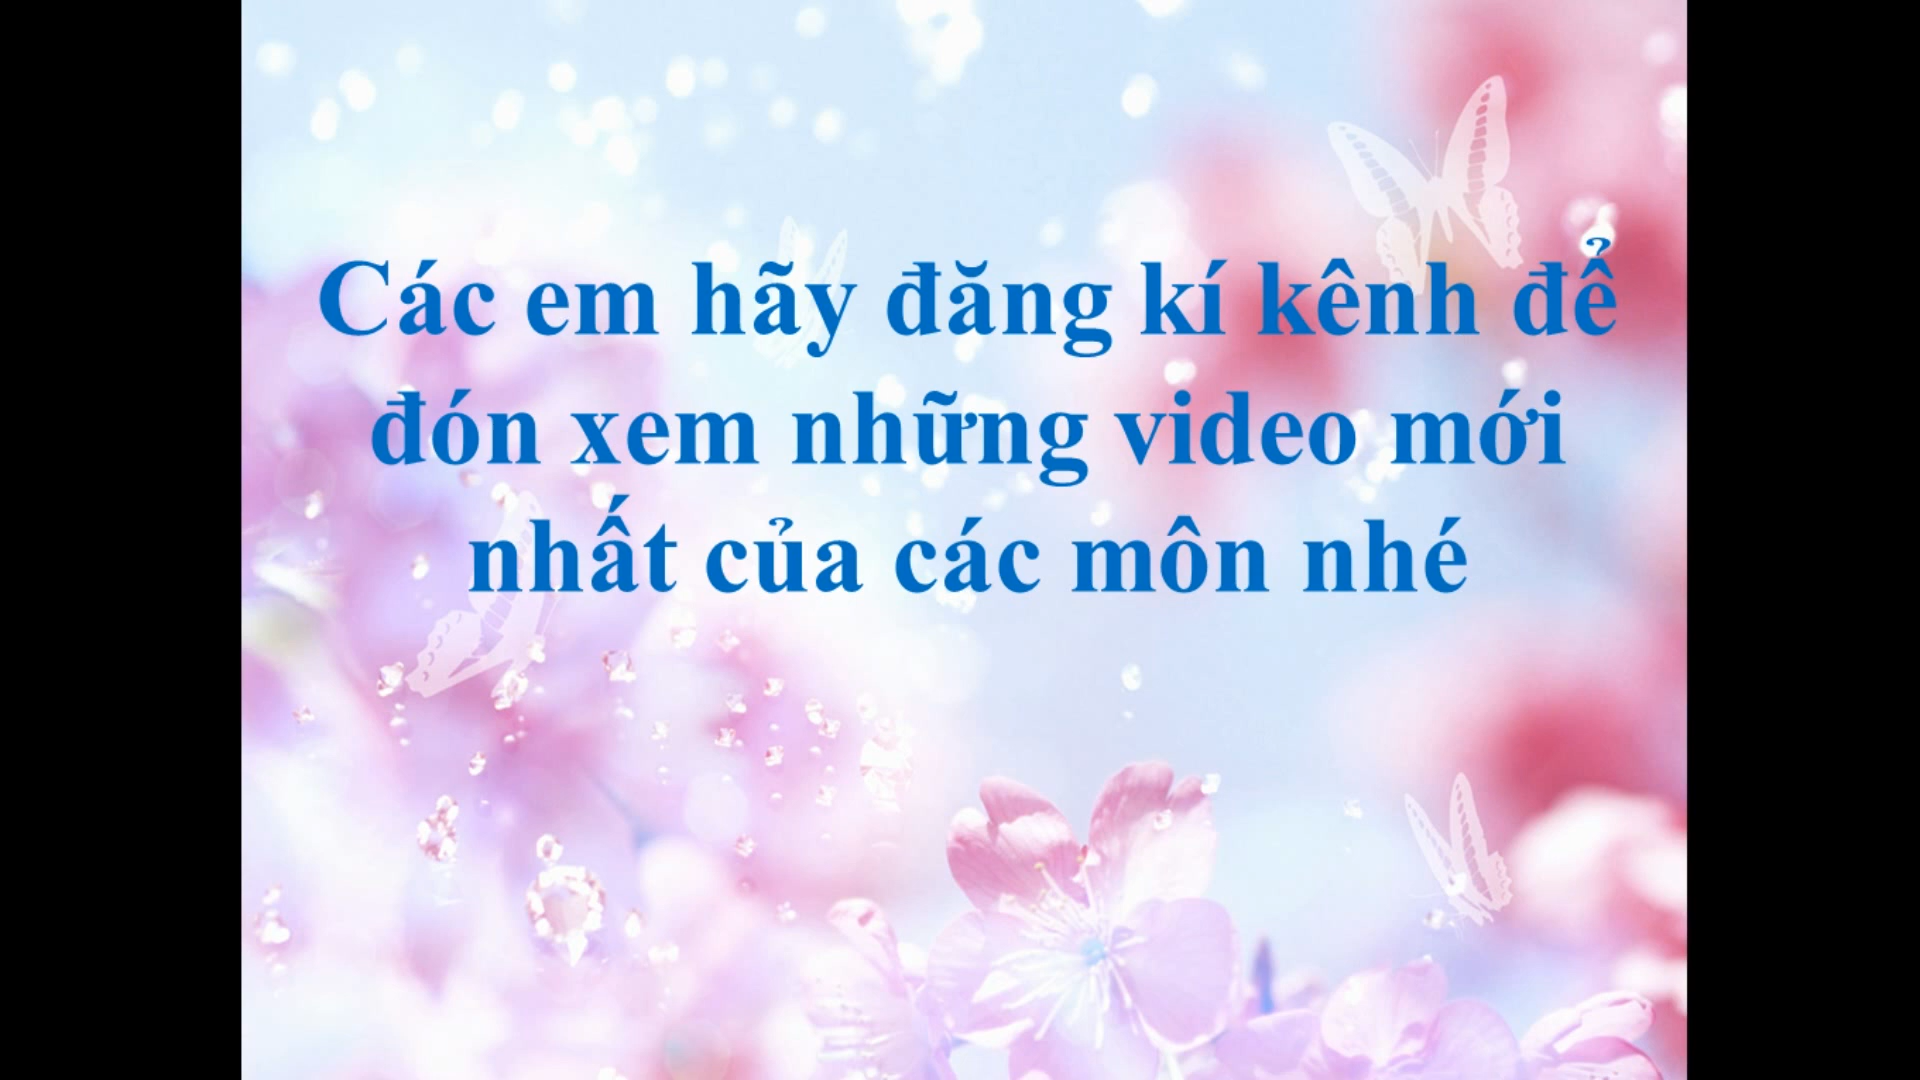 Các em hãy đăng kí kênh để
đón xem những video mới
nhất của các môn nhé